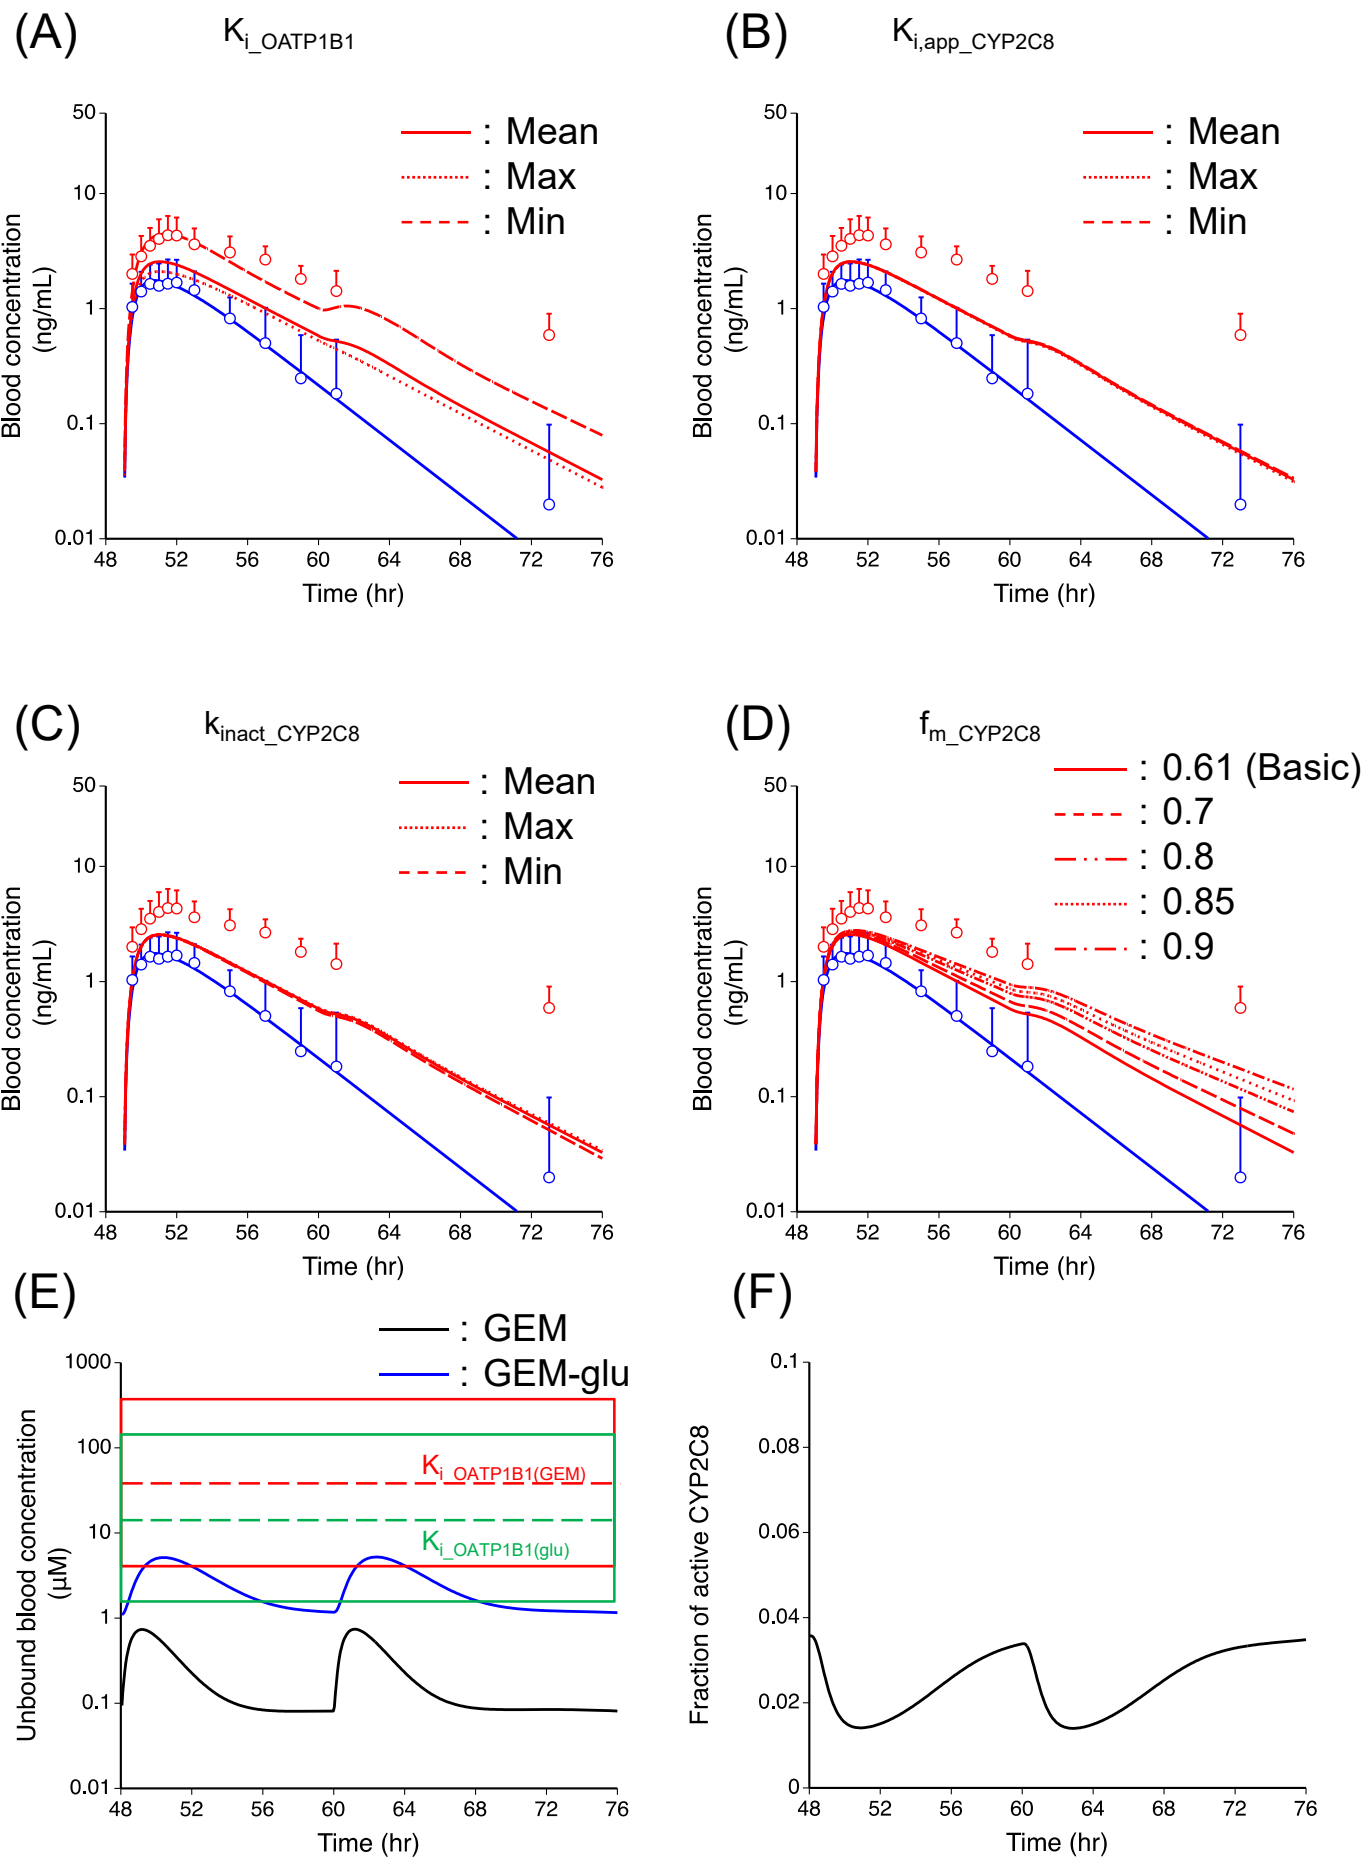 (A)
K_i_OATP1B1
50
10
1
0.1
0.01
48 52 56 60 64 68 72 76
Blood concentration
(ng/mL)
Time (hr)
: Mean
: Max
: Min
(B)
K_i,app_CYP2C8
50
10
1
0.1
0.01
48 52 56 60 64 68 72 76
Blood concentration
(ng/mL)
Time (hr)
: Mean
: Max
: Min
(C)
k_inact_CYP2C8
50
10
1
0.1
0.01
48 52 56 60 64 68 72 76
Blood concentration
(ng/mL)
Time (hr)
: Mean
: Max
: Min
(D)
f_m_CYP2C8
50
10
1
0.1
0.01
48 52 56 60 64 68 72 76
Blood concentration
(ng/mL)
Time (hr)
: 0.61 (Basic)
: 0.7
: 0.8
: 0.85
: 0.9
(E)
: GEM
: GEM-glu
1000
100
10
1
0.1
0.01
48 52 56 60 64 68 72 76
Unbound blood concentration
(µM)
Time (hr)
K_i_OATP1B1(GEM)
K_i_OATP1B1(glu)
(F)
0.1
0.08
0.06
0.04
0.02
0
48 52 56 60 64 68 72 76
Fraction of active CYP2C8
Time (hr)